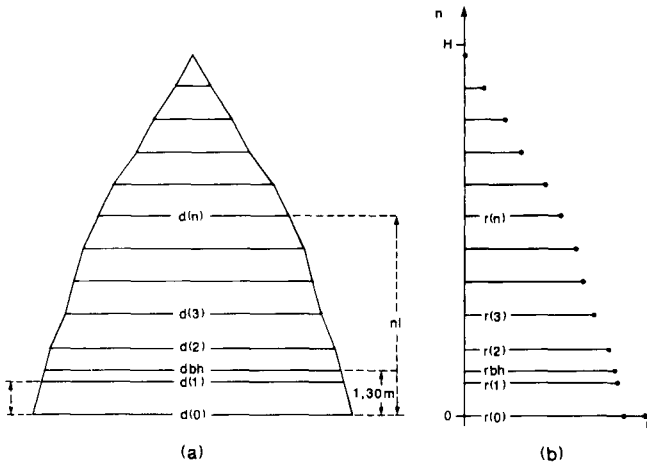 n
H
d(n)
r(n)
nl
d(3)
r(3)
d(2)
r(2)
dbh
rbh
d(1)
1,30m
r(1)
d(0)
0
r(0)
(a)
(b)